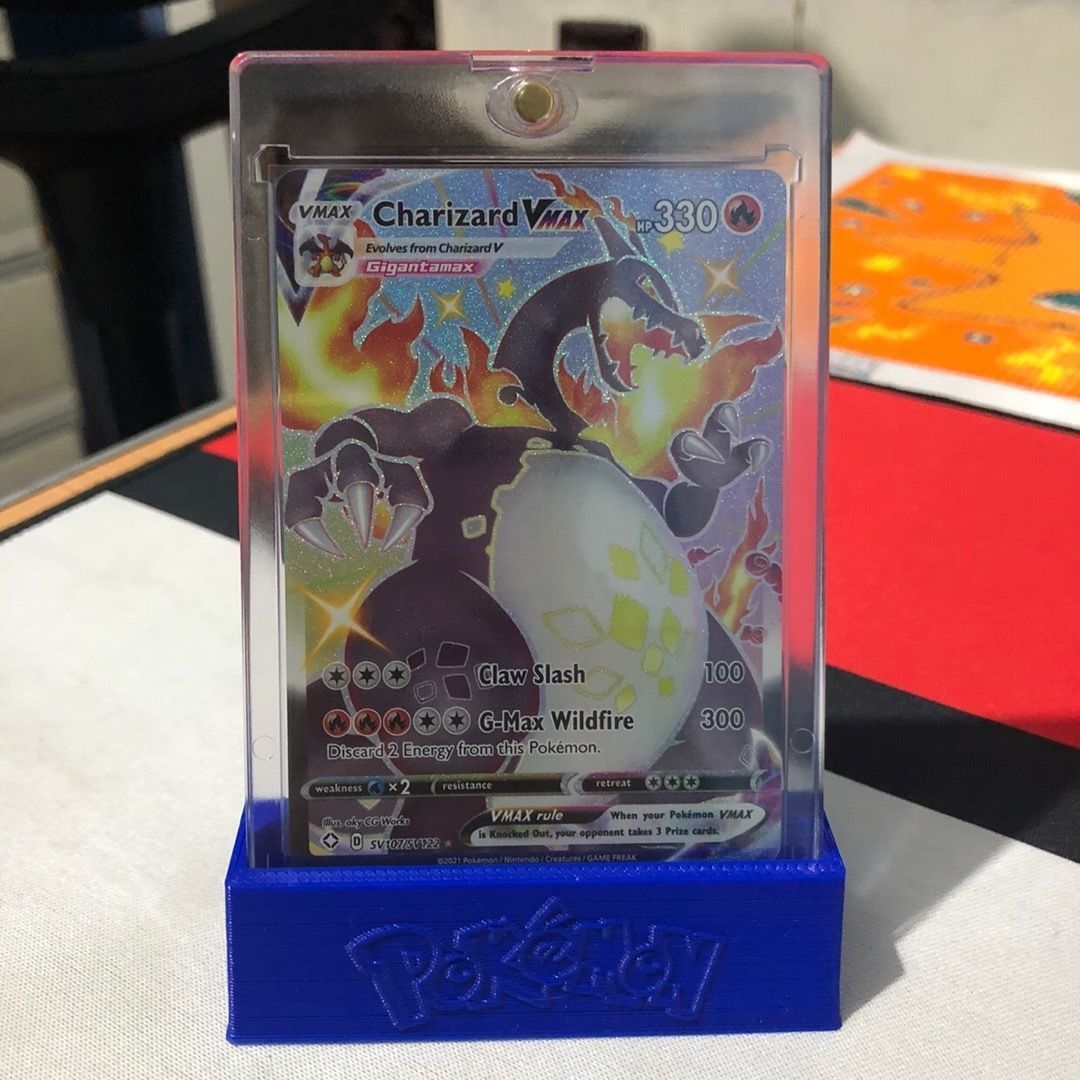 VMAX
Charizard VMAX HP 330
Evolves from Charizard V
Gigantamax
Claw Slash 100
G-Max Wildfire 300
Discard 2 Energy from this Pokémon.
weakness ×2 resistance retreat
Illus. aky CG Works
VMAX rule When your Pokémon VMAX
is Knocked Out, your opponent takes 3 Prize cards.
D SV107/SV122 ★
©2021 Pokémon / Nintendo / Creatures / GAME FREAK
POKéMON